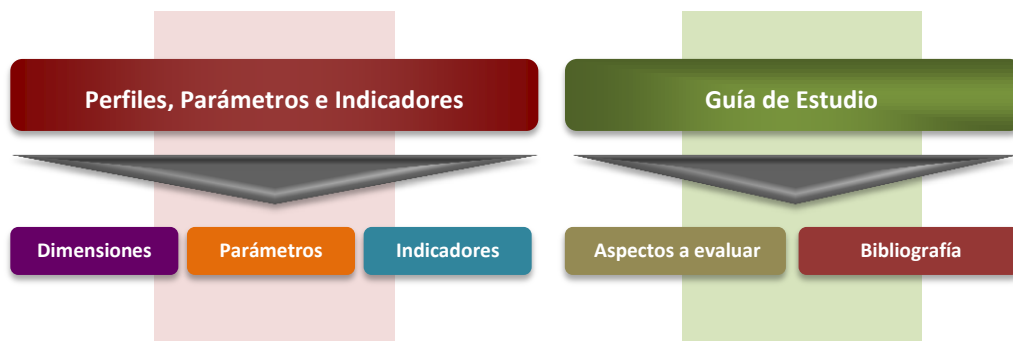 Perfiles, Parámetros e Indicadores
Guía de Estudio
Dimensiones
Parámetros
Indicadores
Aspectos a evaluar
Bibliografía